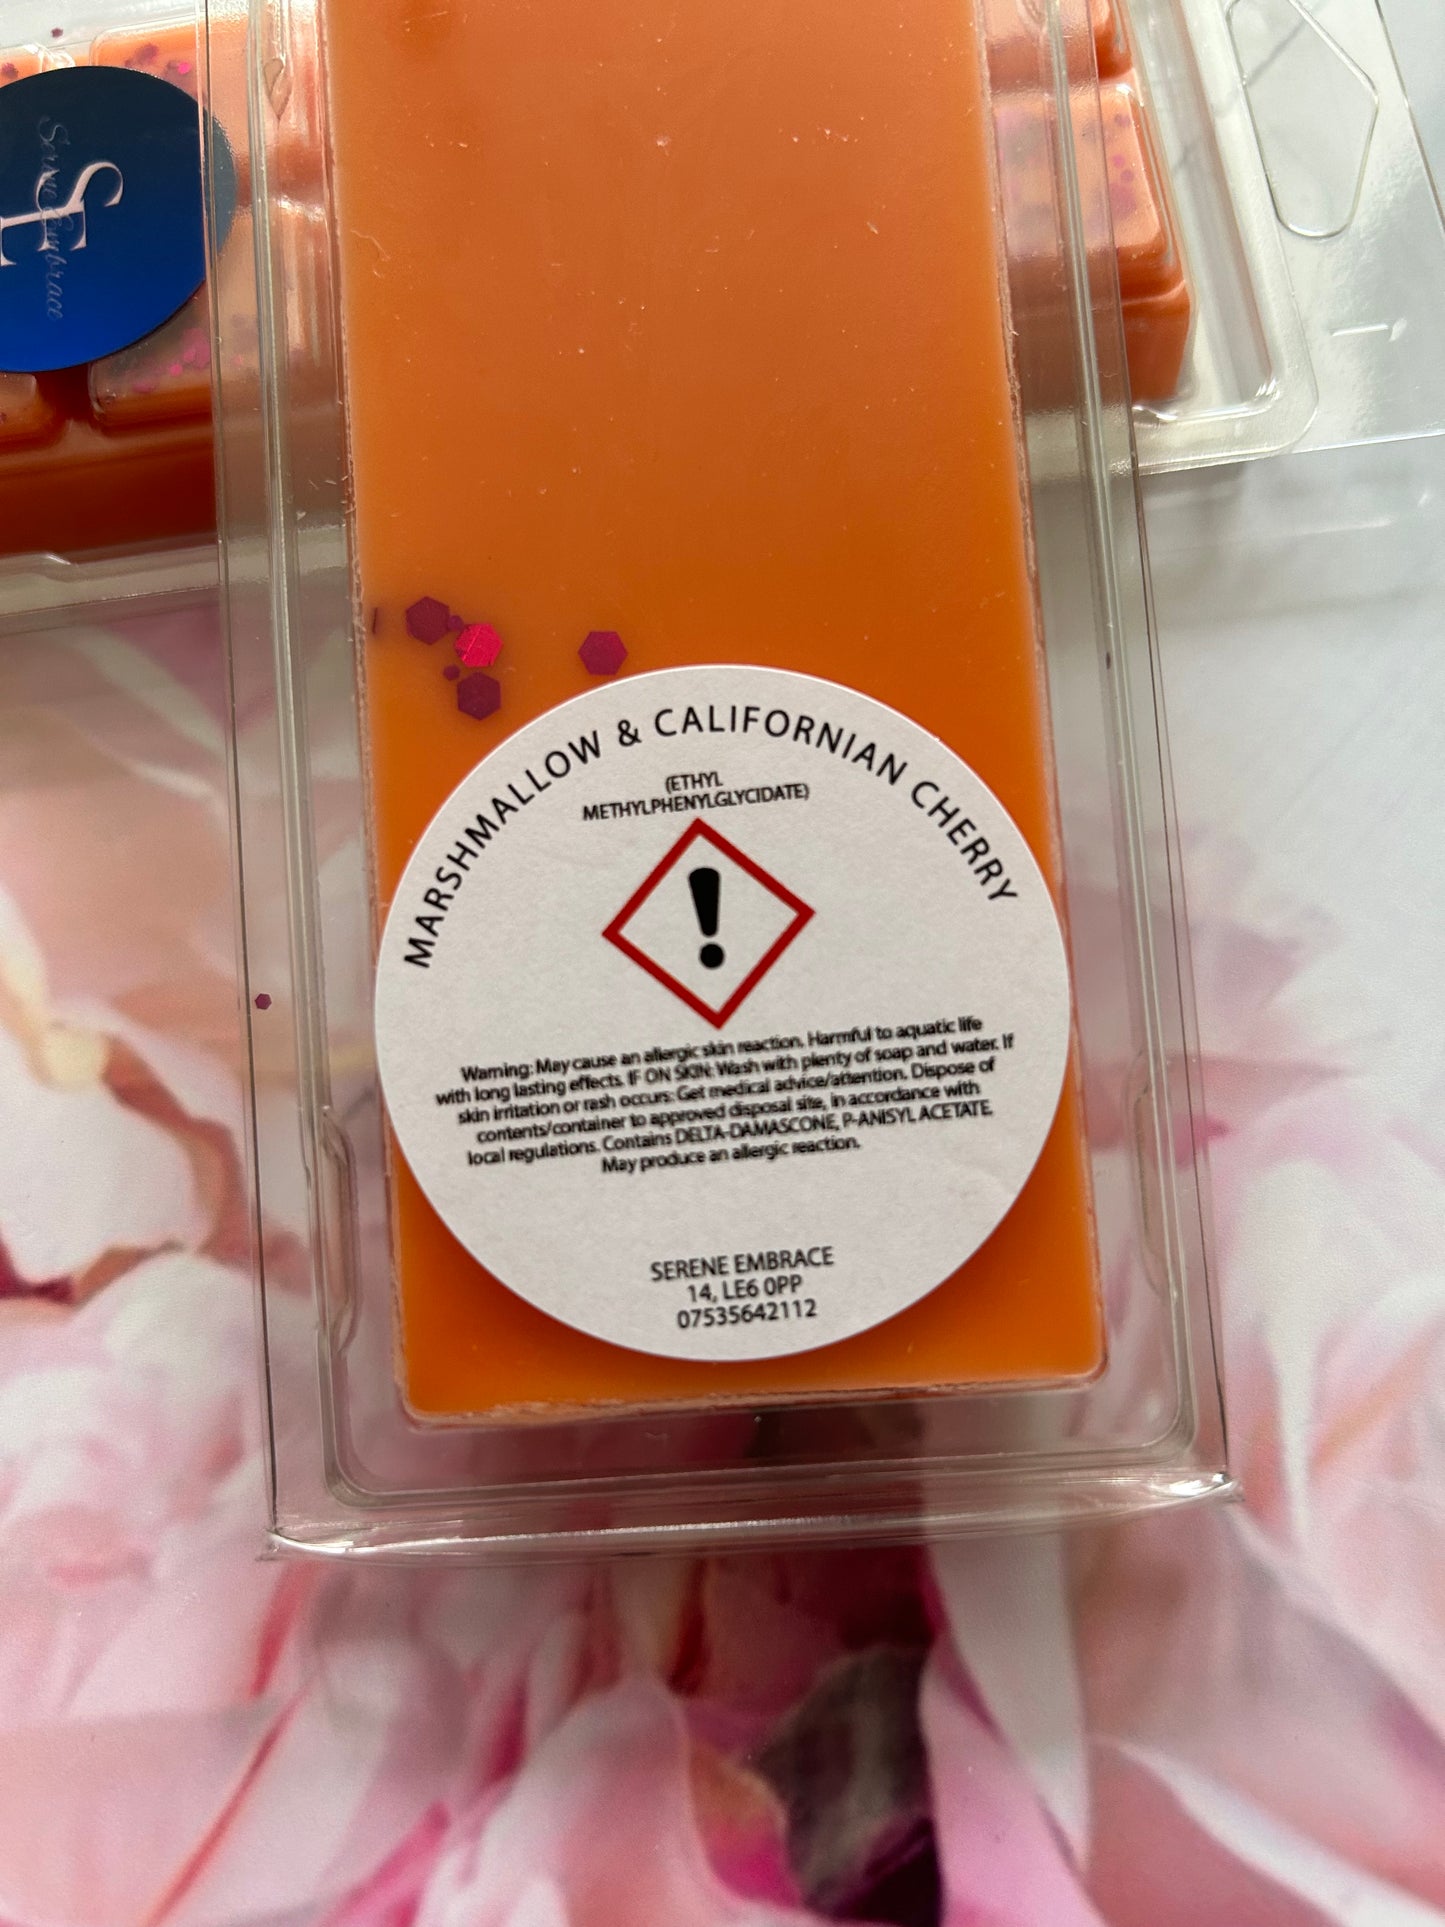 Serene Embrace
SE
MARSHMALLOW & CALIFORNIAN CHERRY
(ETHYL
METHYLPHENYLGLYCIDATE)
Warning: May cause an allergic skin reaction. Harmful to aquatic life
with long lasting effects. IF ON SKIN: Wash with plenty of soap and water. If
skin irritation or rash occurs: Get medical advice/attention. Dispose of
contents/container to approved disposal site, in accordance with
local regulations. Contains DELTA-DAMASCONE, P-ANISYL ACETATE.
May produce an allergic reaction.
SERENE EMBRACE
14, LE6 0PP
07535642112